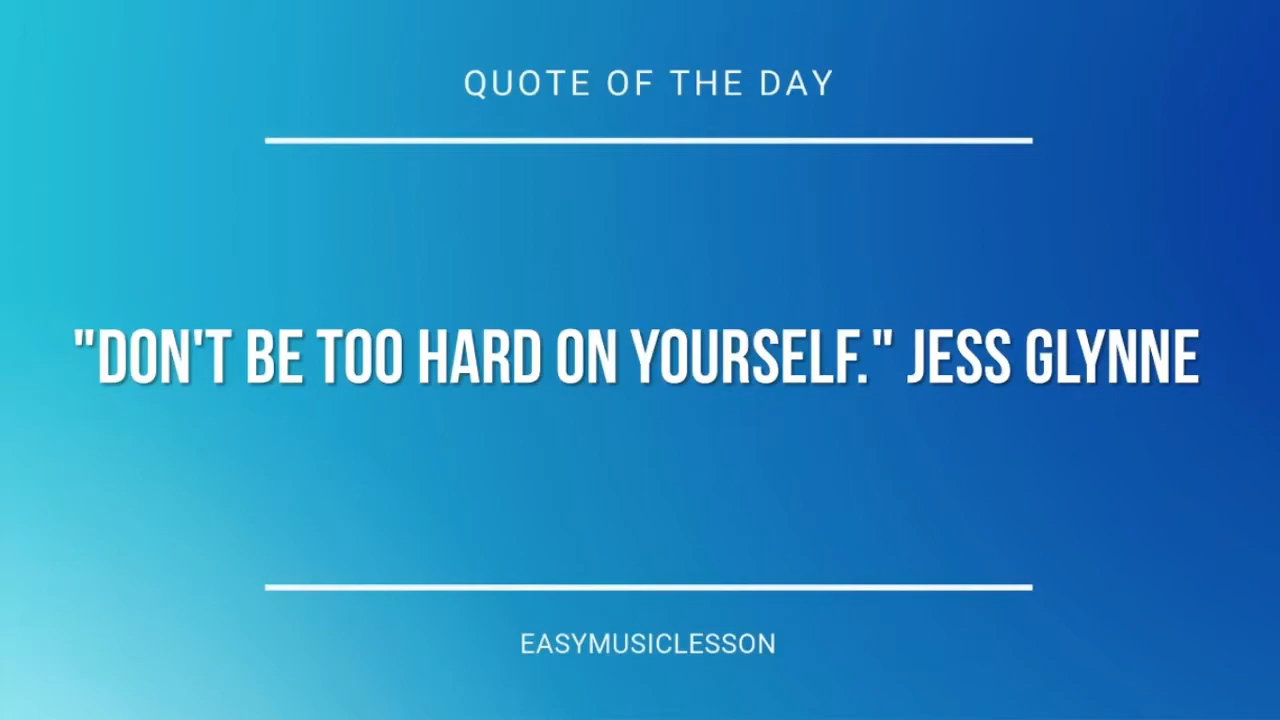 QUOTE OF THE DAY
"DON'T BE TOO HARD ON YOURSELF." JESS GLYNNE
EASYMUSICLESSON